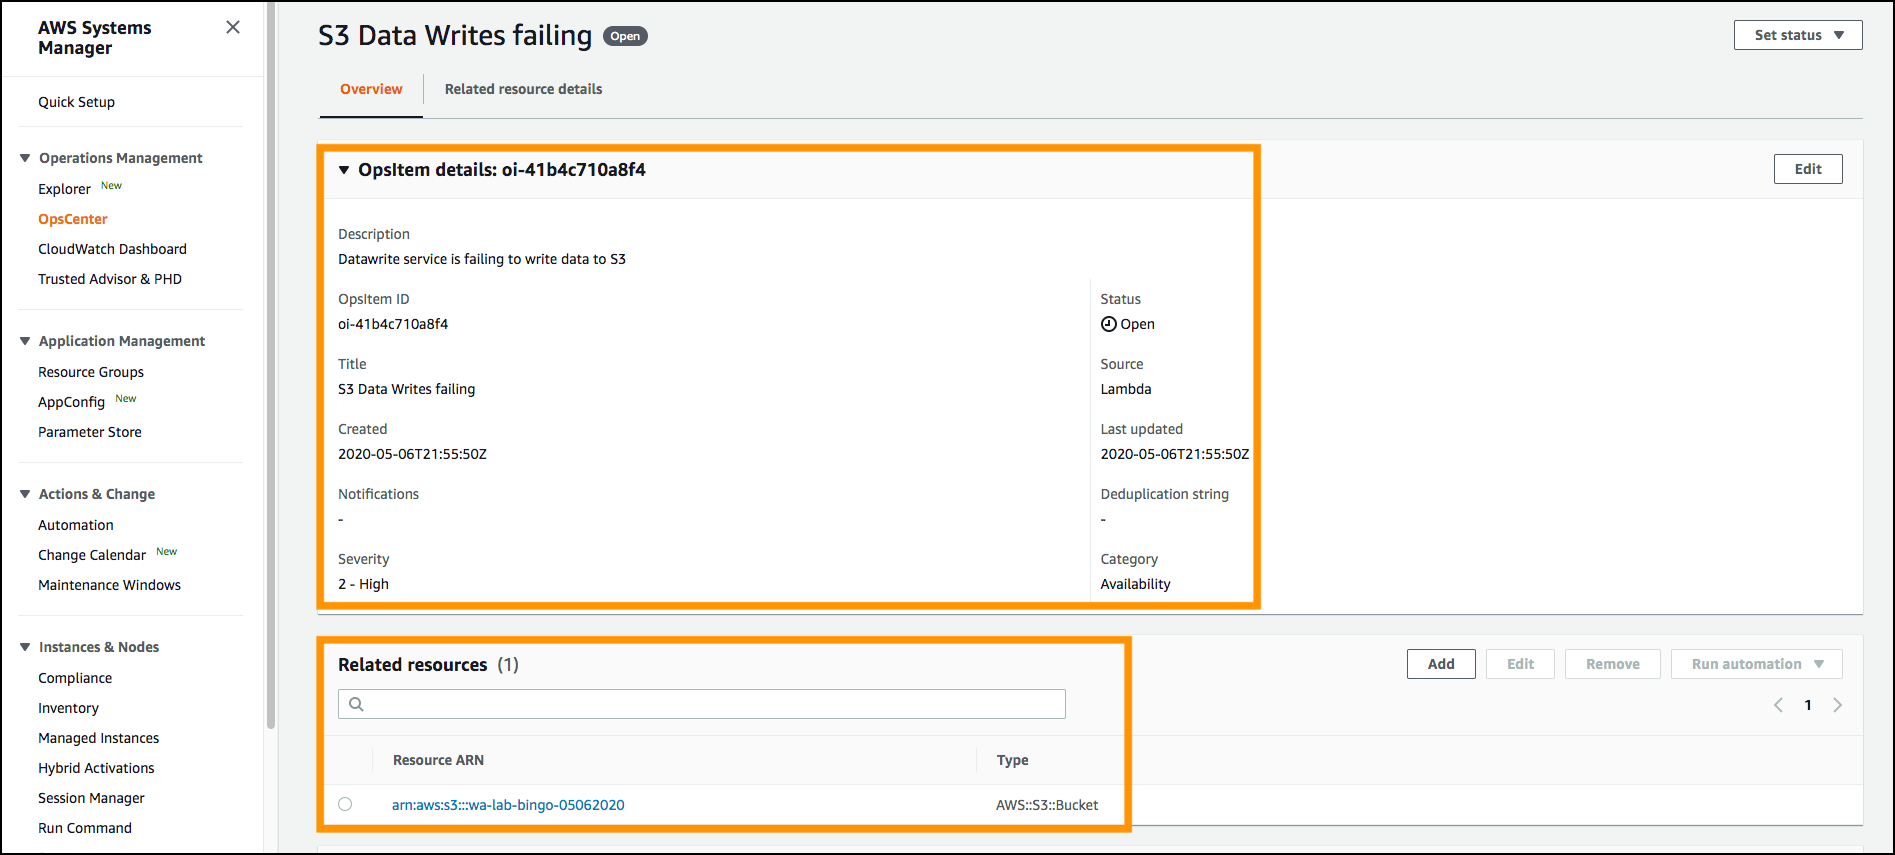 AWS Systems
Manager
Quick Setup
Operations Management
Explorer New
OpsCenter
CloudWatch Dashboard
Trusted Advisor & PHD
Application Management
Resource Groups
AppConfig New
Parameter Store
Actions & Change
Automation
Change Calendar New
Maintenance Windows
Instances & Nodes
Compliance
Inventory
Managed Instances
Hybrid Activations
Session Manager
Run Command
S3 Data Writes failing Open
Set status
Overview Related resource details
OpsItem details: oi-41b4c710a8f4
Edit
Description
Datawrite service is failing to write data to S3
OpsItem ID
oi-41b4c710a8f4
Status
Open
Title
S3 Data Writes failing
Source
Lambda
Created
2020-05-06T21:55:50Z
Last updated
2020-05-06T21:55:50Z
Notifications
-
Deduplication string
-
Severity
2 - High
Category
Availability
Related resources (1)
Add Edit Remove Run automation
1
Resource ARN Type
arn:aws:s3:::wa-lab-bingo-05062020 AWS::S3::Bucket